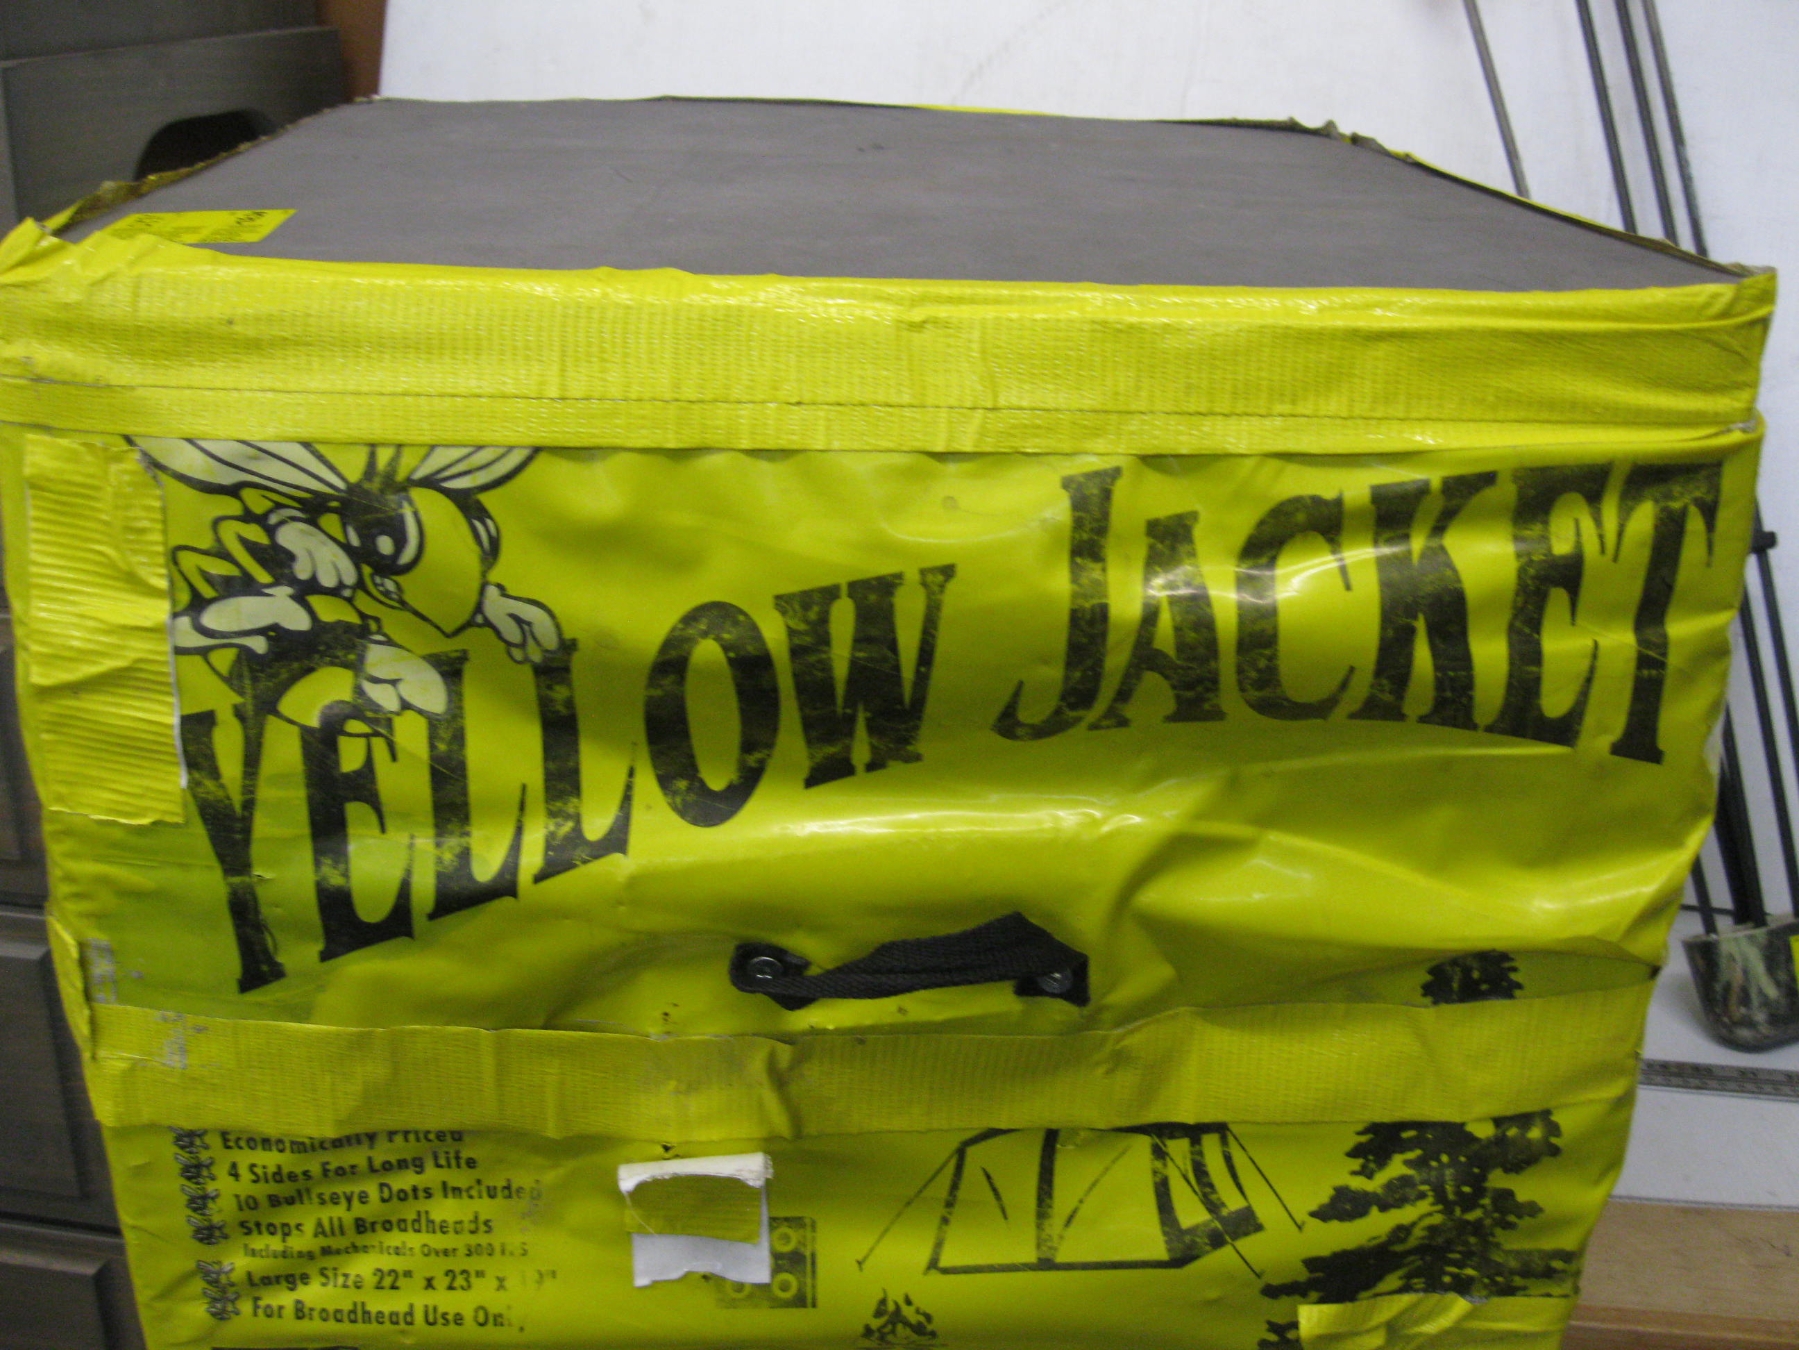 YELLOW JACKET
Economically Priced
4 Sides For Long Life
10 Bullseye Dots Included
Stops All Broadheads
Including Mechanicals Over 300
Large Size 22" x 23" x
For Broadhead Use